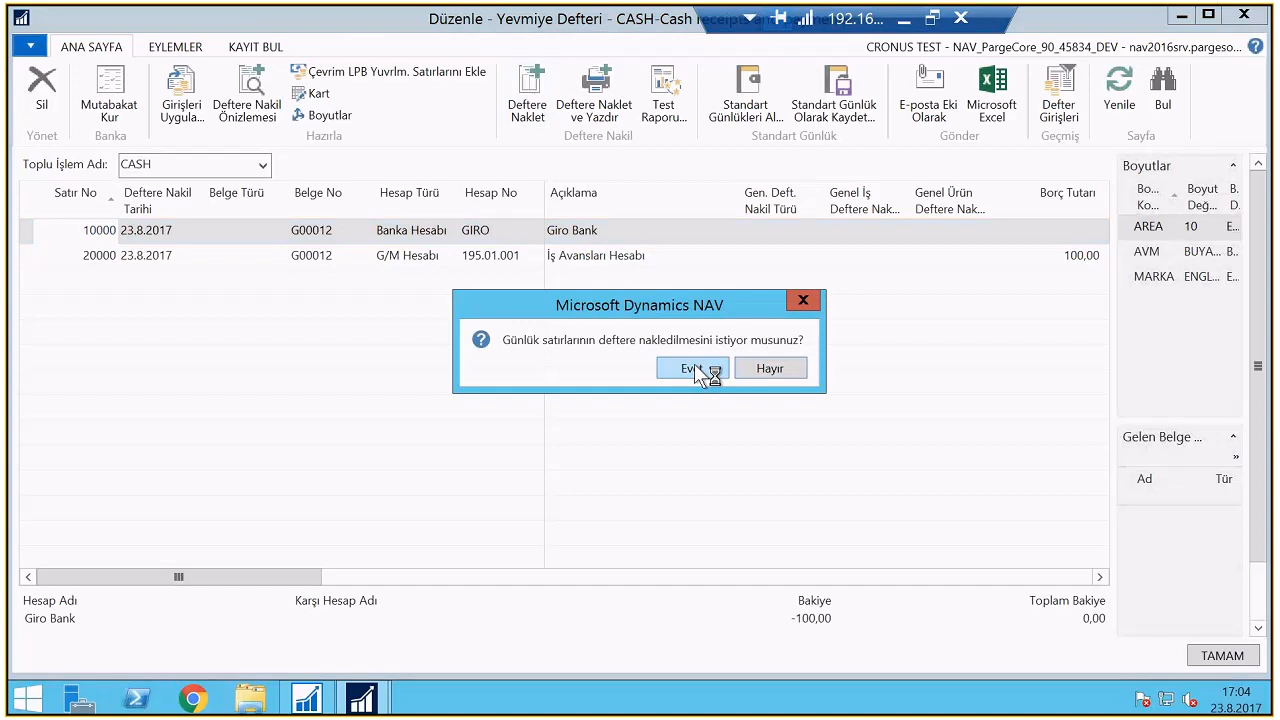 Düzenle - Yevmiye Defteri - CASH-Cash receipts
192.16...
ANA SAYFA EYLEMLER KAYIT BUL
CRONUS TEST - NAV_PargeCore_90_45834_DEV - nav2016srv.pargeso...
Sil
Mutabakat Kur
Girişleri Uygula...
Deftere Nakil Önizlemesi
Çevrim LPB Yuvrlm. Satırlarını Ekle
Kart
Boyutlar
Deftere Naklet
Deftere Naklet ve Yazdır
Test Raporu...
Standart Günlükleri Al...
Standart Günlük Olarak Kaydet...
E-posta Eki Olarak
Microsoft Excel
Defter Girişleri
Yenile
Bul
Yönet Banka Hazırla Deftere Nakil Standart Günlük Gönder Geçmiş Sayfa
Toplu İşlem Adı: CASH
Satır No Deftere Nakil Tarihi Belge Türü Belge No Hesap Türü Hesap No Açıklama Gen. Deft. Nakil Türü Genel İş Deftere Nak... Genel Ürün Deftere Nak... Borç Tutarı
10000 23.8.2017 G00012 Banka Hesabı GIRO Giro Bank
20000 23.8.2017 G00012 G/M Hesabı 195.01.001 İş Avansları Hesabı 100,00
Boyutlar
Bo... Ko... Boyut Değ... B. D.
AREA 10 E...
AVM BUYA... B..
MARKA ENGL... E...
Gelen Belge ...
Ad Tür
Microsoft Dynamics NAV
Günlük satırlarının deftere nakledilmesini istiyor musunuz?
Hayır
Hesap Adı Karşı Hesap Adı Bakiye Toplam Bakiye
Giro Bank -100,00 0,00
TAMAM
17:04
23.8.2017